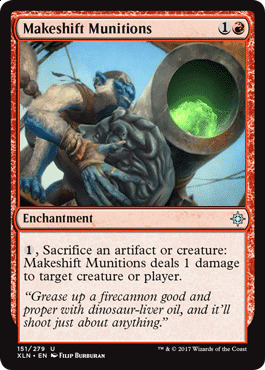 Makeshift Munitions 1
Enchantment
1, Sacrifice an artifact or creature:
Makeshift Munitions deals 1 damage
to target creature or player.
"Grease up a firecannon good and
proper with dinosaur-liver oil, and it'll
shoot just about anything."
151/279 U
XLN • EN Filip Burburan
™ & © 2017 Wizards of the Coast